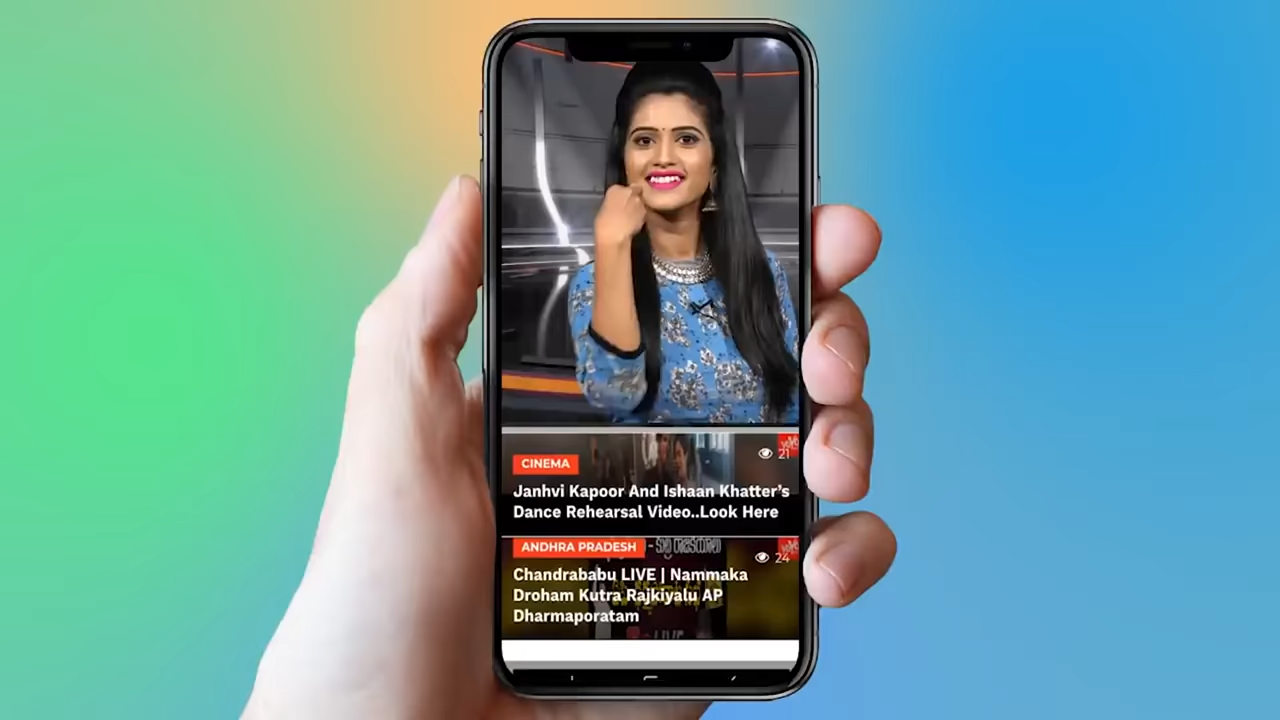 CINEMA
21
Janhvi Kapoor And Ishaan Khatter's
Dance Rehearsal Video..Look Here
ANDHRA PRADESH
24
Chandrababu LIVE | Nammaka
Droham Kutra Rajkiyalu AP
Dharmaporatam
LIVE